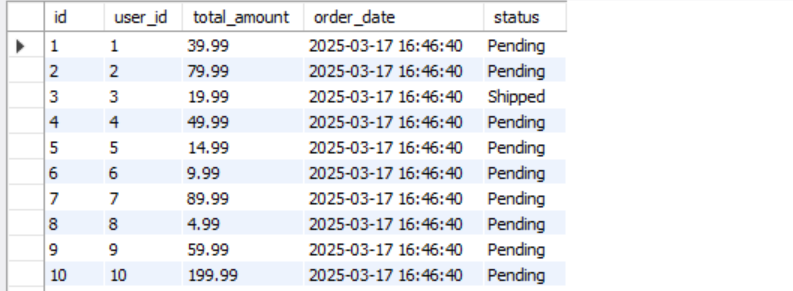 id user_id total_amount order_date status
1 1 39.99 2025-03-17 16:46:40 Pending
2 2 79.99 2025-03-17 16:46:40 Pending
3 3 19.99 2025-03-17 16:46:40 Shipped
4 4 49.99 2025-03-17 16:46:40 Pending
5 5 14.99 2025-03-17 16:46:40 Pending
6 6 9.99 2025-03-17 16:46:40 Pending
7 7 89.99 2025-03-17 16:46:40 Pending
8 8 4.99 2025-03-17 16:46:40 Pending
9 9 59.99 2025-03-17 16:46:40 Pending
10 10 199.99 2025-03-17 16:46:40 Pending